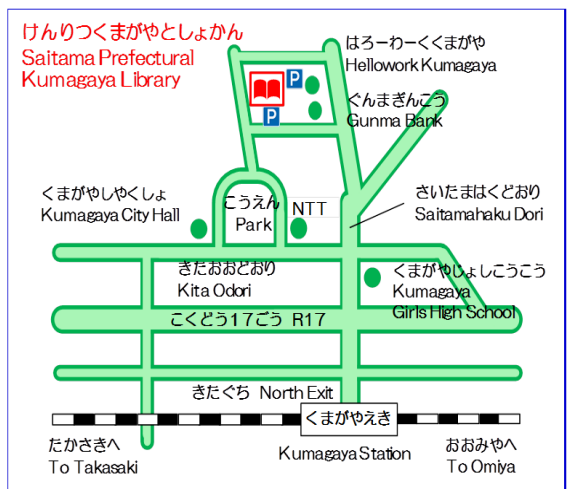 けんりつくまがやとしょかん
Saitama Prefectural
Kumagaya Library
はろーわーくくまがや
Hellowork Kumagaya
P
ぐんまぎんこう
Gunma Bank
P
くまがやしやくしょ
Kumagaya City Hall
こうえん
Park
NTT
さいたまはくどおり
Saitamahaku Dori
きたおおどおり
Kita Odori
くまがやじょしこうこう
Kumagaya
Girls High School
こくどう17ごう R17
きたぐち North Exit
くまがやえき
Kumagaya Station
たかさきへ
To Takasaki
おおみやへ
To Omiya